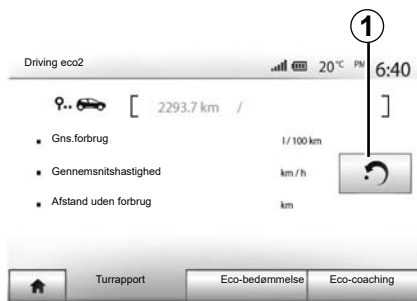 1
Driving eco2 20°C PM 6:40
[ 2293.7 km / ]
Gns.forbrug l/100 km
Gennemsnitshastighed km/h
Afstand uden forbrug km
Turrapport Eco-bedømmelse Eco-coaching